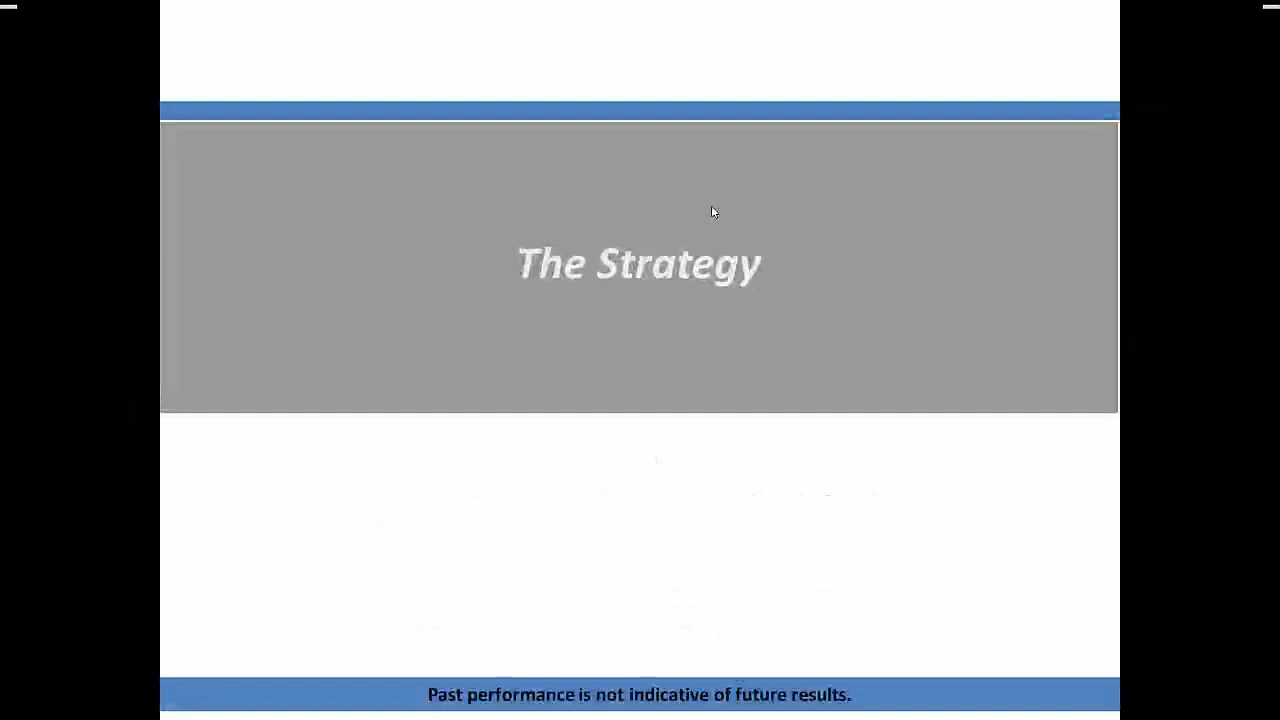 The Strategy
Past performance is not indicative of future results.